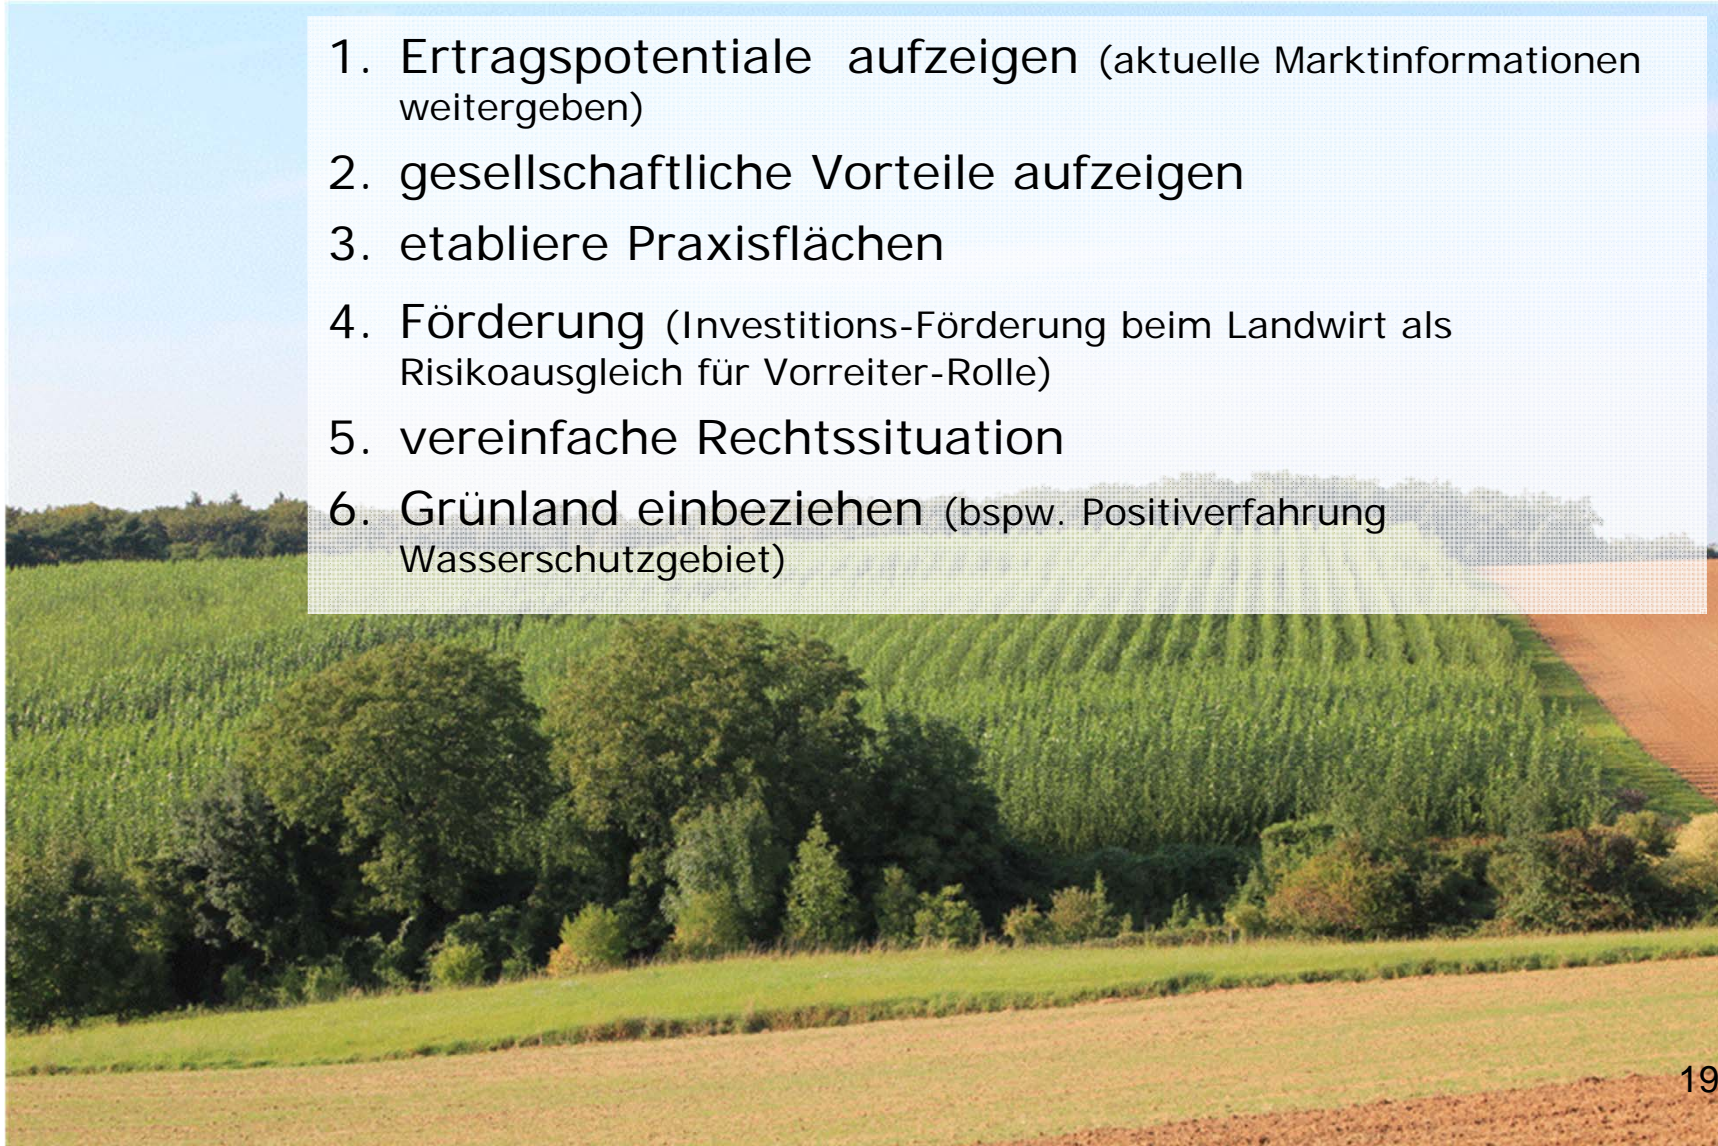 1. Ertragspotentiale aufzeigen (aktuelle Marktinformationen
weitergeben)
2. gesellschaftliche Vorteile aufzeigen
3. etabliere Praxisflächen
4. Förderung (Investitions-Förderung beim Landwirt als
Risikoausgleich für Vorreiter-Rolle)
5. vereinfache Rechtssituation
6. Grünland einbeziehen (bspw. Positiverfahrung
Wasserschutzgebiet)
19